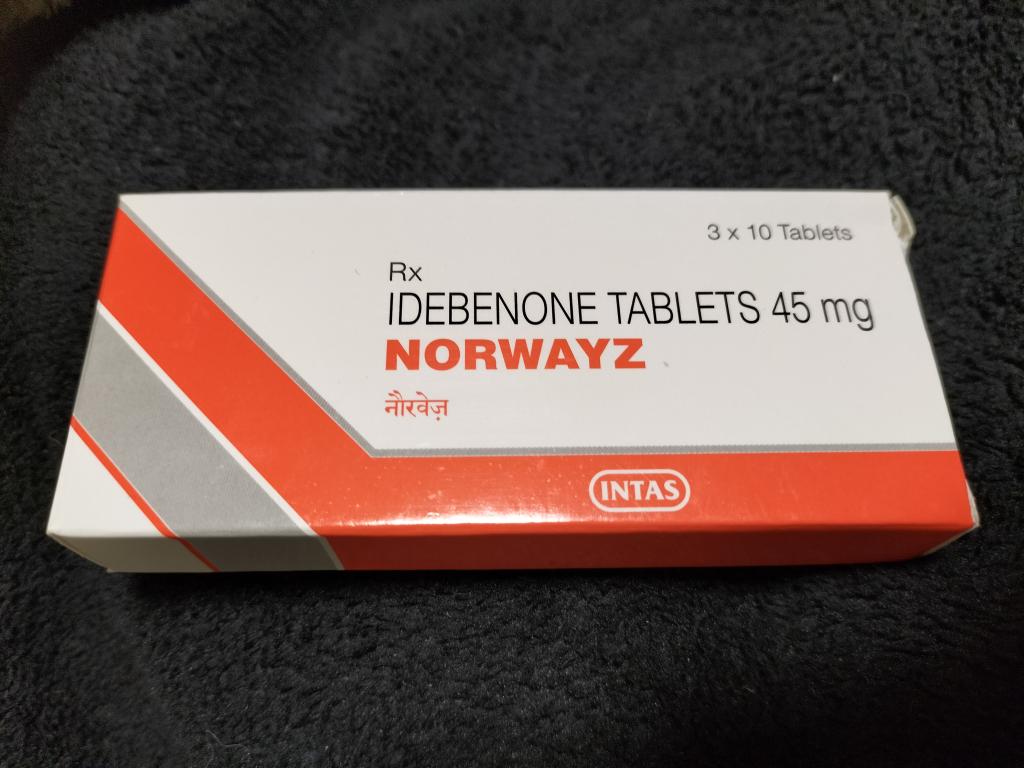 3 x 10 Tablets
Rx
IDEBENONE TABLETS 45 mg
NORWAYZ
नौरवेज़
INTAS